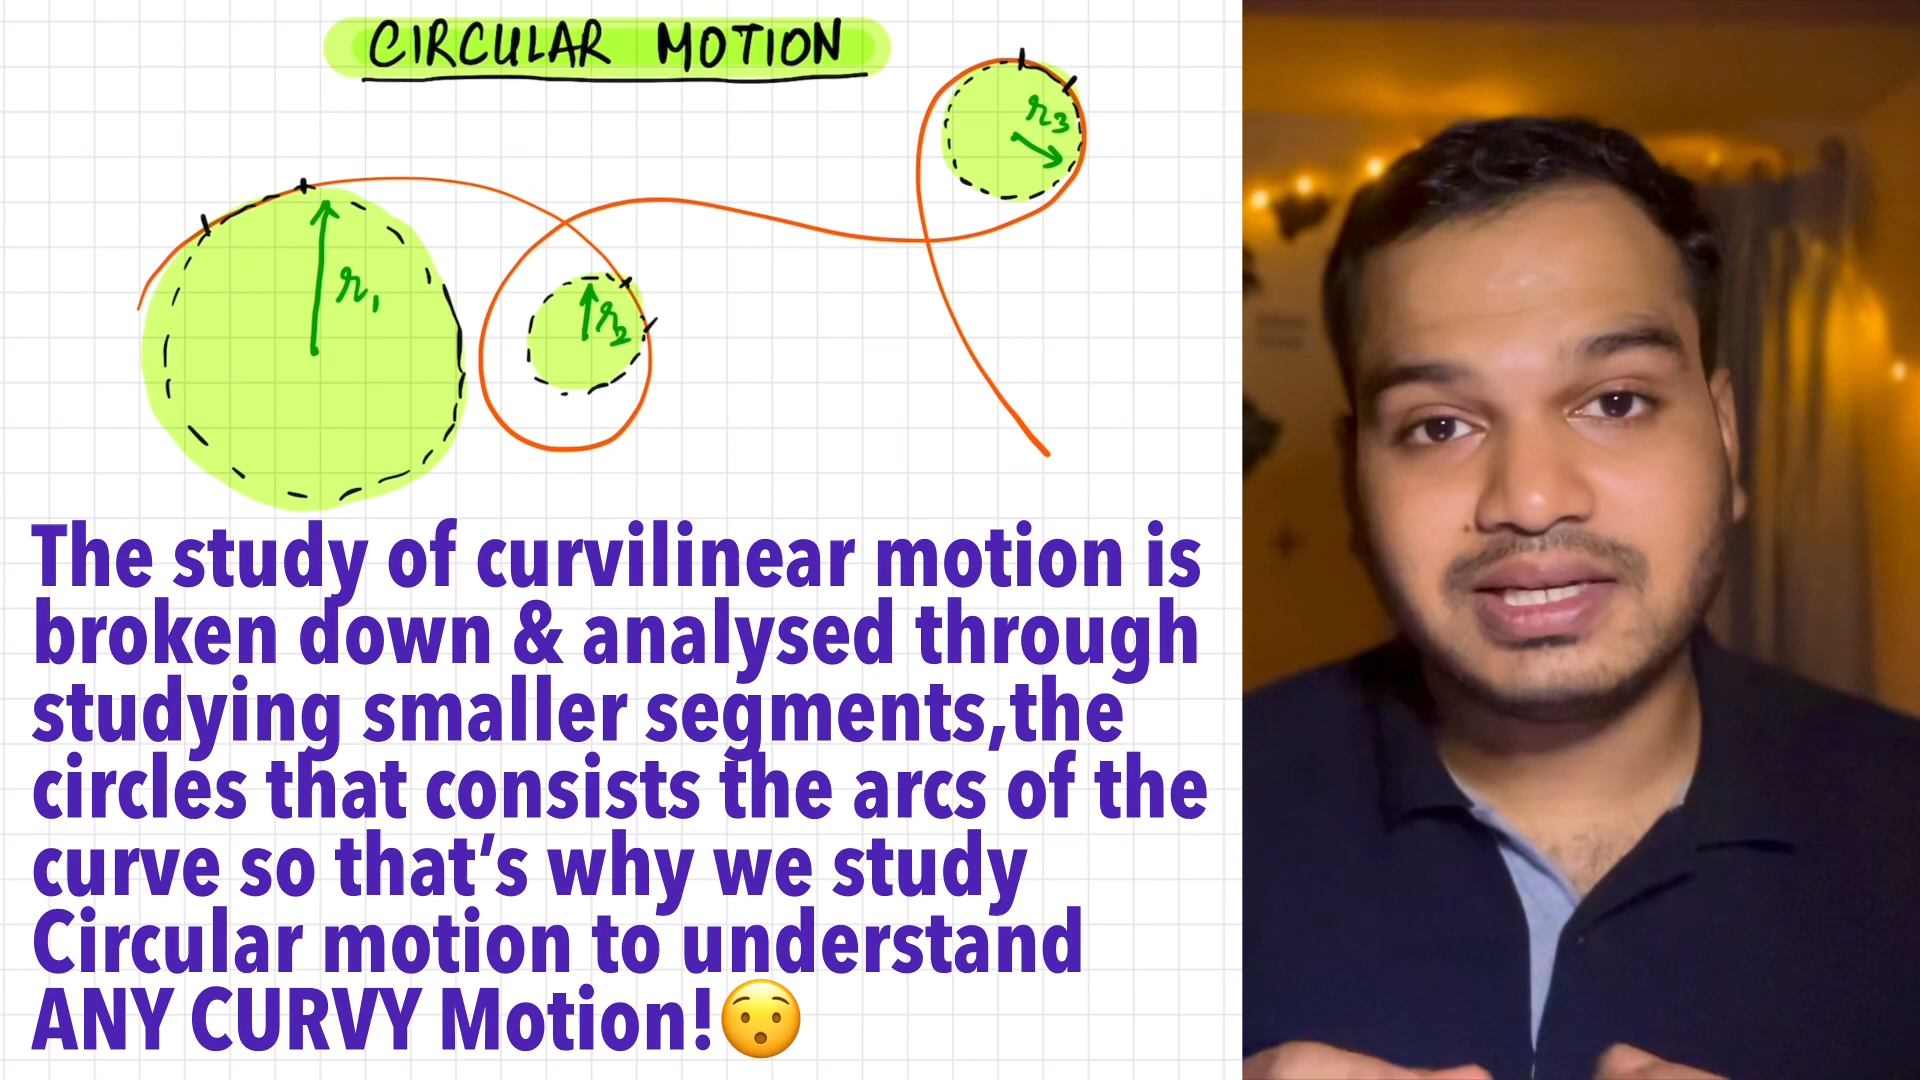 CIRCULAR MOTION
r3
r1
r2
The study of curvilinear motion is
broken down & analysed through
studying smaller segments,the
circles that consists the arcs of the
curve so that’s why we study
Circular motion to understand
ANY CURVY Motion!😯